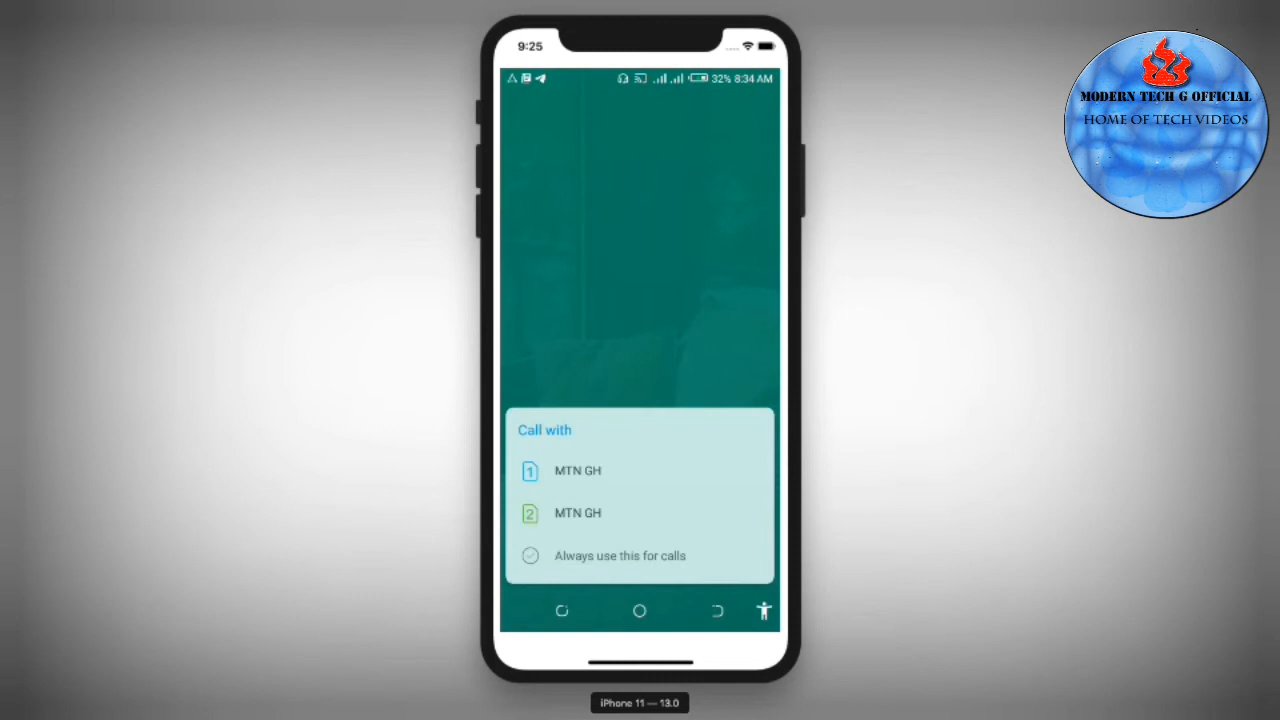 9:25
32% 8:34 AM
MODERN TECH G OFFICIAL
HOME OF TECH VIDEOS
Call with
1 MTN GH
2 MTN GH
Always use this for calls
iPhone 11 — 13.0